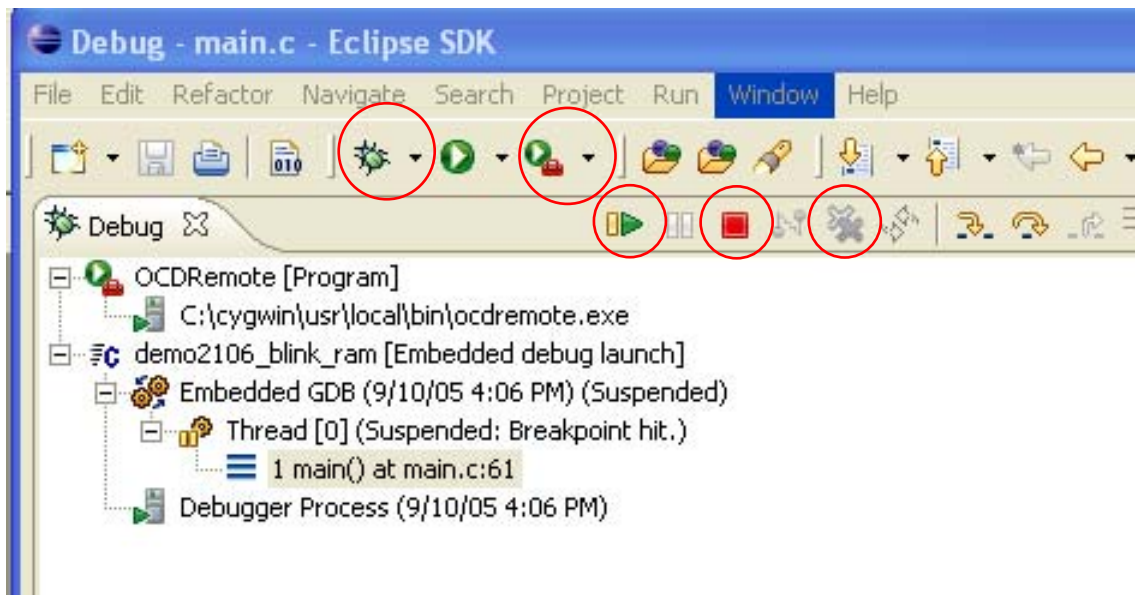 Debug - main.c - Eclipse SDK
File Edit Refactor Navigate Search Project Run Window Help
010
Debug
OCDRemote [Program]
C:\cygwin\usr\local\bin\ocdremote.exe
demo2106_blink_ram [Embedded debug launch]
Embedded GDB (9/10/05 4:06 PM) (Suspended)
Thread [0] (Suspended: Breakpoint hit.)
1 main() at main.c:61
Debugger Process (9/10/05 4:06 PM)